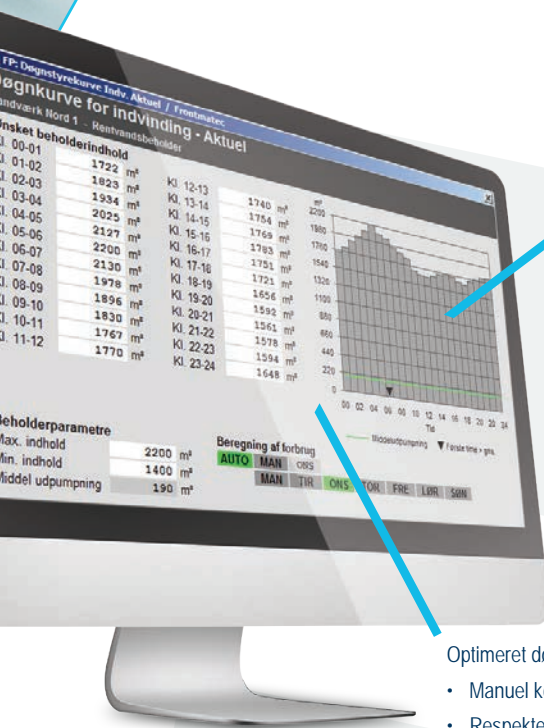 FP: Døgnstyrekurve Indv. Aktuel / Frontmatec
Døgnkurve for indvinding - Aktuel
Vandværk Nord 1 - Rentvandsbeholder
Ønsket beholderindhold
Kl. 00-01 1722 m³
Kl. 01-02 1823 m³
Kl. 02-03 1934 m³
Kl. 03-04 2025 m³
Kl. 04-05 2127 m³
Kl. 05-06 2200 m³
Kl. 06-07 2130 m³
Kl. 07-08 1978 m³
Kl. 08-09 1896 m³
Kl. 09-10 1830 m³
Kl. 10-11 1767 m³
Kl. 11-12 1770 m³
Kl. 12-13 1740 m³
Kl. 13-14 1754 m³
Kl. 14-15 1769 m³
Kl. 15-16 1783 m³
Kl. 16-17 1751 m³
Kl. 17-18 1721 m³
Kl. 18-19 1656 m³
Kl. 19-20 1592 m³
Kl. 20-21 1561 m³
Kl. 21-22 1578 m³
Kl. 22-23 1594 m³
Kl. 23-24 1648 m³
m³
2200
1980
1760
1540
1320
1100
880
660
440
220
0
00 02 04 06 08 10 12 14 16 18 20 22 24
Tid
Middeludpumpning Første time > gns.
Beholderparametre
Max. indhold 2200 m³
Min. indhold 1400 m³
Middel udpumpning 190 m³
Beregning af forbrug
AUTO MAN ONS
MAN TIR ONS TOR FRE LØR SØN
Optimeret dø
• Manuel ko
• Respekte